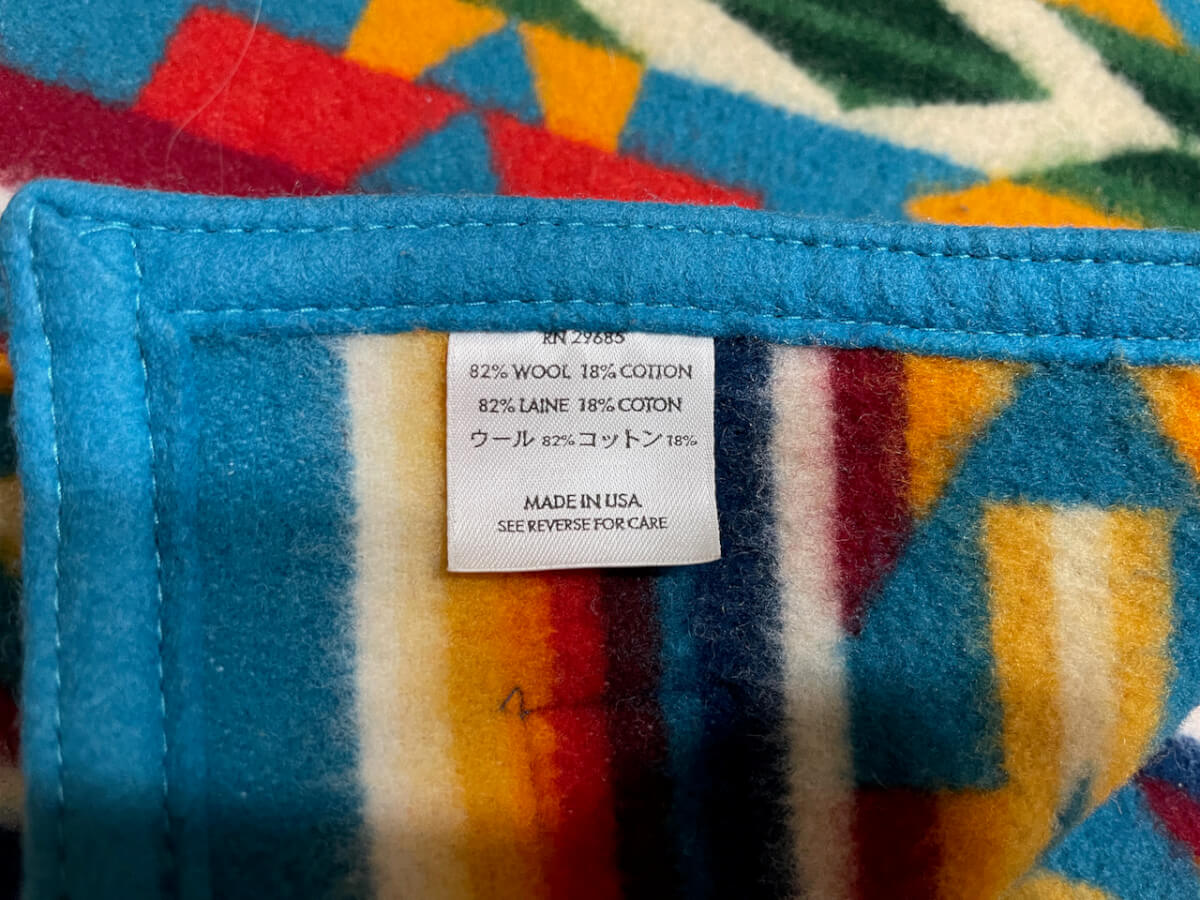 RN 29685
82% WOOL 18% COTTON
82% LAINE 18% COTON
ウール 82% コットン 18%
MADE IN USA
SEE REVERSE FOR CARE